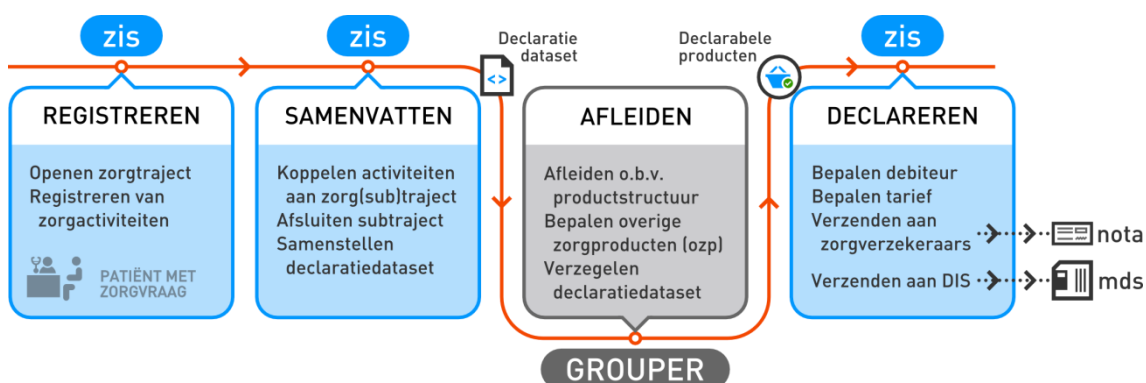 zis
REGISTREREN
Openen zorgtraject
Registreren van
zorgactiviteiten
PATIËNT MET
ZORGVRAAG
zis
SAMENVATTEN
Koppelen activiteiten
aan zorg(sub)traject
Afsluiten subtraject
Samenstellen
declaratiedataset
Declaratie
dataset
<>
AFLEIDEN
Afleiden o.b.v.
productstructuur
Bepalen overige
zorgproducten (ozp)
Verzegelen
declaratiedataset
GROUPER
Declarabele
producten
zis
DECLAREREN
Bepalen debiteur
Bepalen tarief
Verzenden aan
zorgverzekeraars
nota
Verzenden aan DIS
mds